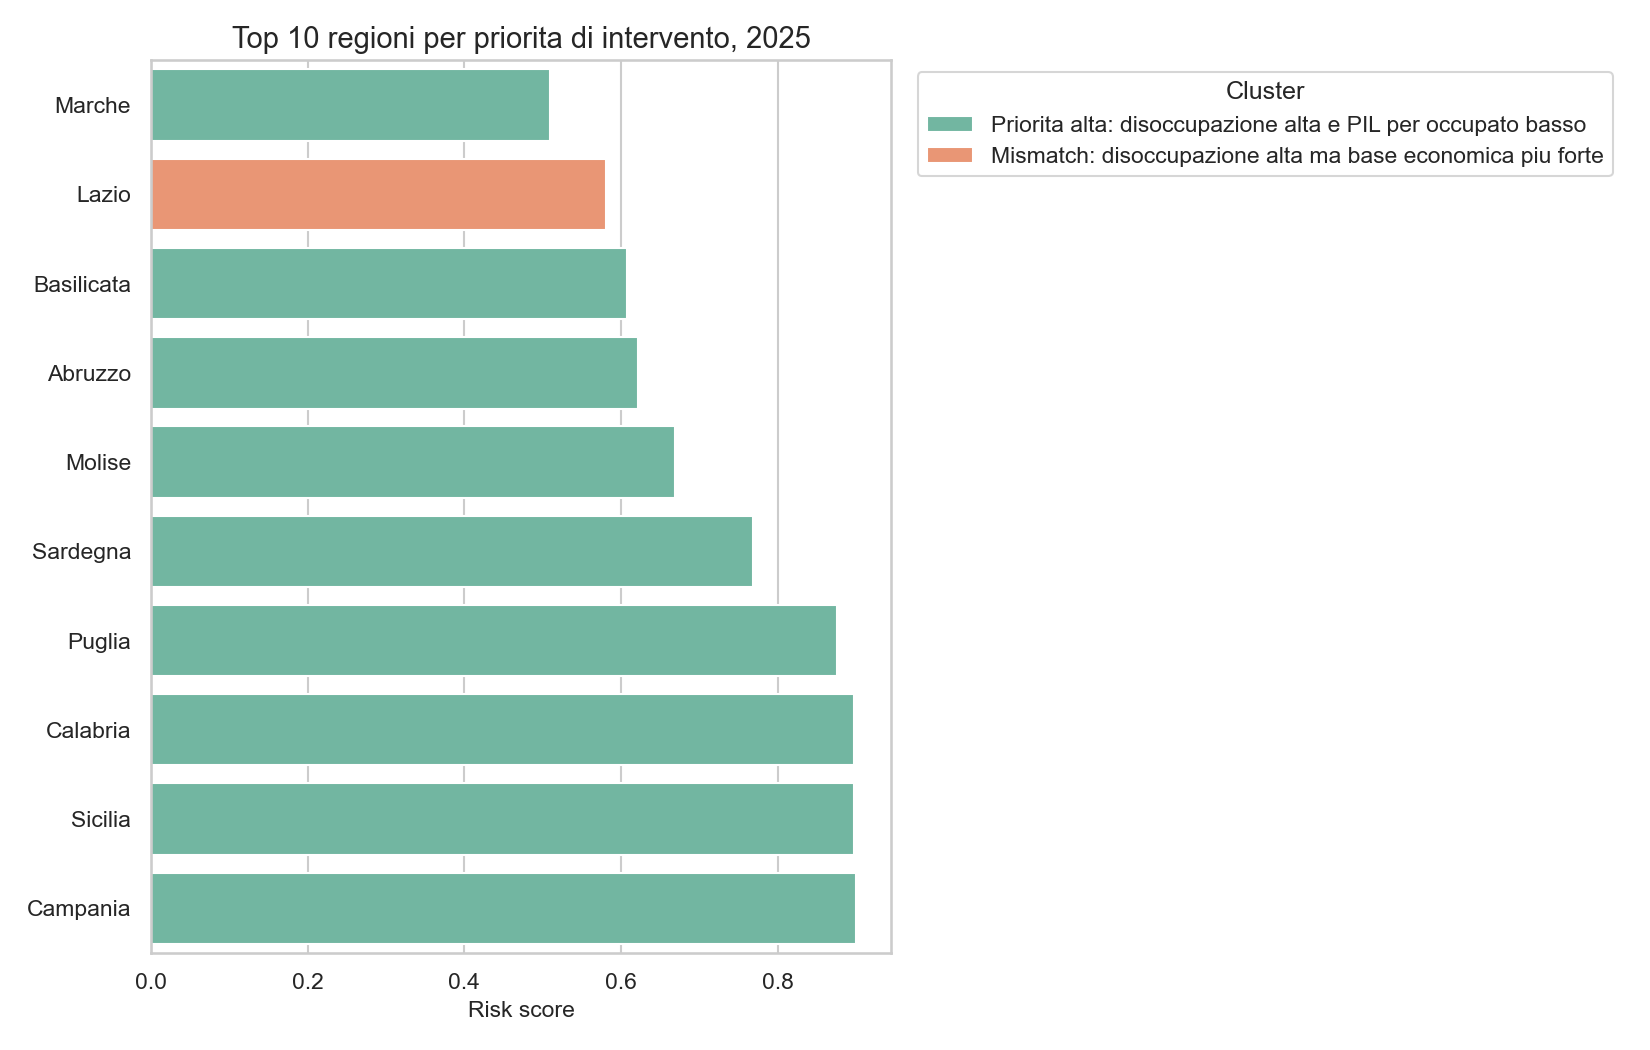 Top 10 regioni per priorita di intervento, 2025
Marche
Lazio
Basilicata
Abruzzo
Molise
Sardegna
Puglia
Calabria
Sicilia
Campania
0.0 0.2 0.4 0.6 0.8
Risk score
Cluster
Priorita alta: disoccupazione alta e PIL per occupato basso
Mismatch: disoccupazione alta ma base economica piu forte